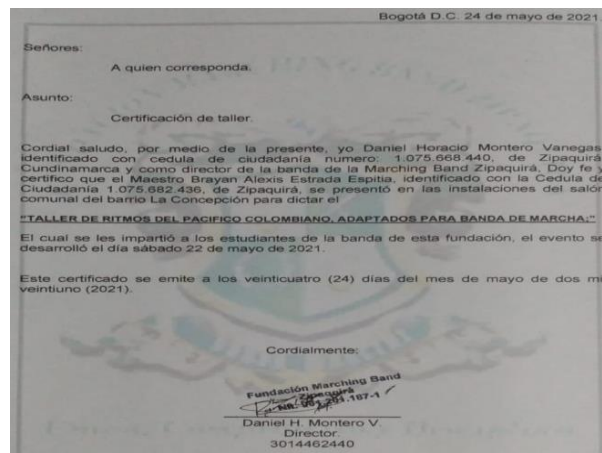 Bogotá D.C. 24 de mayo de 2021.
Señores:
A quien corresponda.
Asunto:
Certificación de taller.
Cordial saludo, por medio de la presente, yo Daniel Horacio Montero Vanegas
identificado con cedula de ciudadanía numero: 1.075.668.440, de Zipaquirá
Cundinamarca y como director de la banda de la Marching Band Zipaquirá, Doy fe y
certifico que el Maestro Brayan Alexis Estrada Espitia, identificado con la Cedula de
Ciudadanía 1.075.682.436, de Zipaquirá, se presentó en las instalaciones del salón
comunal del barrio La Concepción para dictar el
"TALLER DE RITMOS DEL PACIFICO COLOMBIANO, ADAPTADOS PARA BANDA DE MARCHA;"
El cual se les impartió a los estudiantes de la banda de esta fundación, el evento se
desarrolló el día sábado 22 de mayo de 2021.
Este certificado se emite a los veinticuatro (24) días del mes de mayo de dos mi
veintiuno (2021).
Cordialmente:
Fundación Marching Band
Zipaquirá
Daniel H. Montero V.
Director.
3014462440